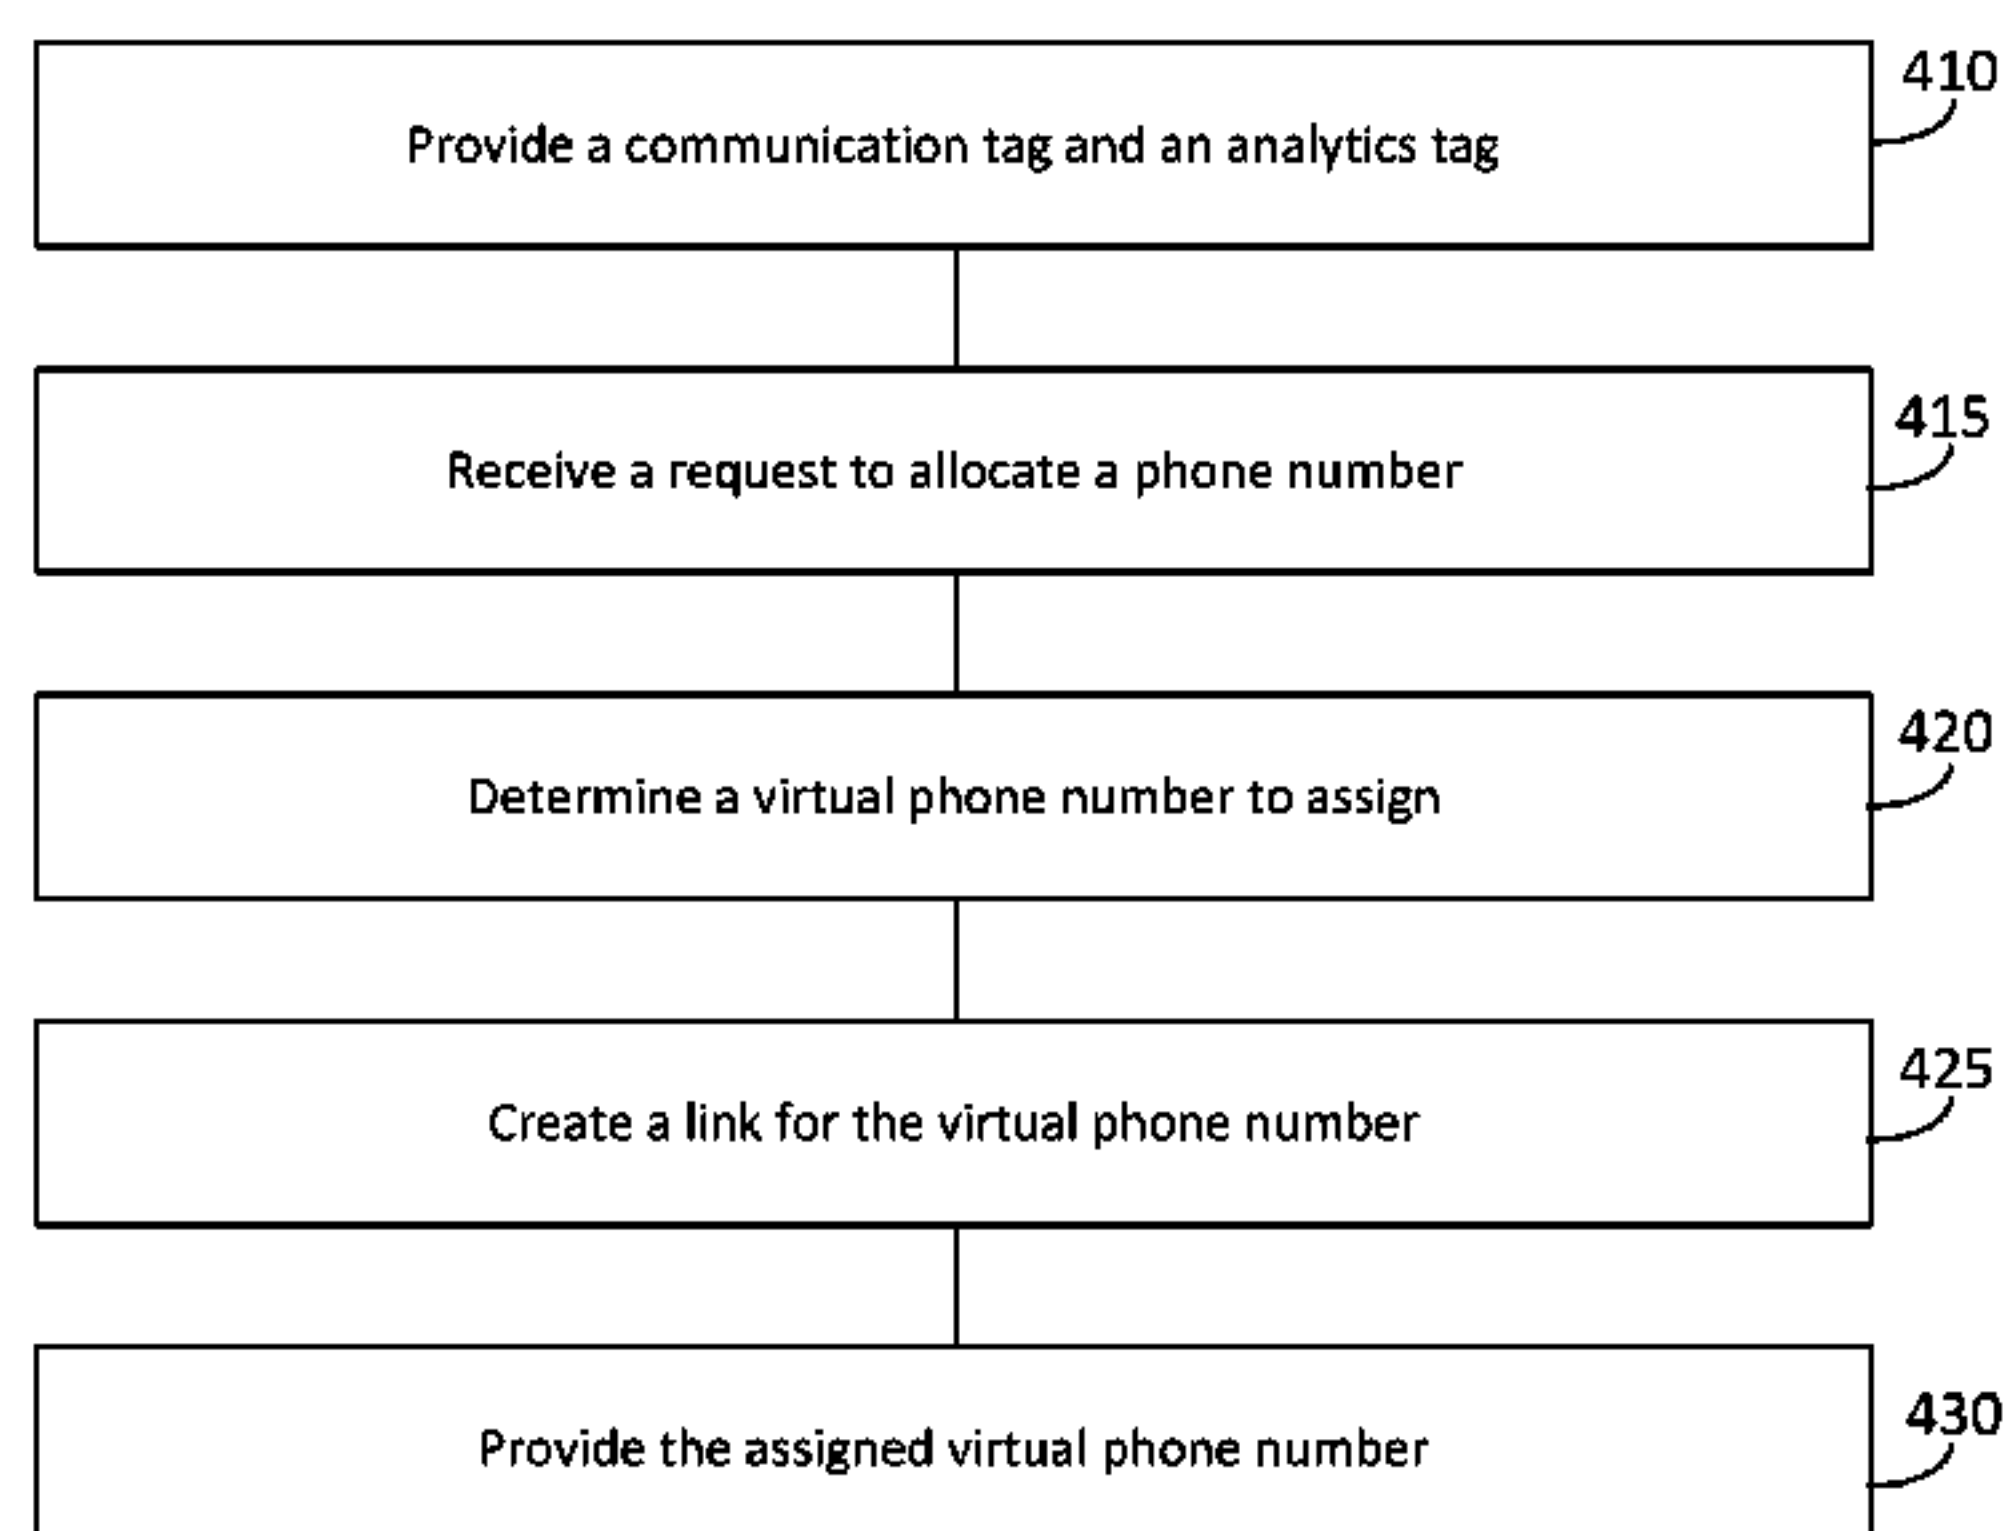 410
Provide a communication tag and an analytics tag
415
Receive a request to allocate a phone number
420
Determine a virtual phone number to assign
425
Create a link for the virtual phone number
430
Provide the assigned virtual phone number